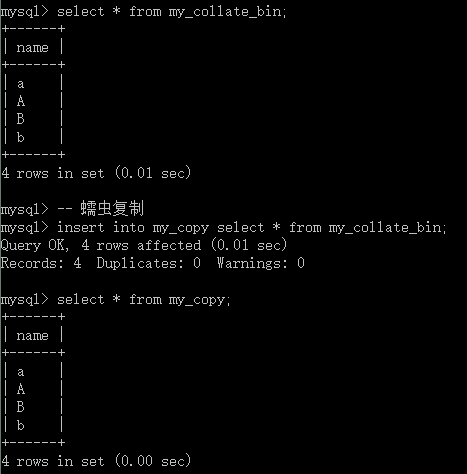 mysql> select * from my_collate_bin;
+------+
| name |
+------+
| a    |
| A    |
| B    |
| b    |
+------+
4 rows in set (0.01 sec)
mysql> -- 蠕虫复制
mysql> insert into my_copy select * from my_collate_bin;
Query OK, 4 rows affected (0.01 sec)
Records: 4  Duplicates: 0  Warnings: 0
mysql> select * from my_copy;
+------+
| name |
+------+
| a    |
| A    |
| B    |
| b    |
+------+
4 rows in set (0.00 sec)